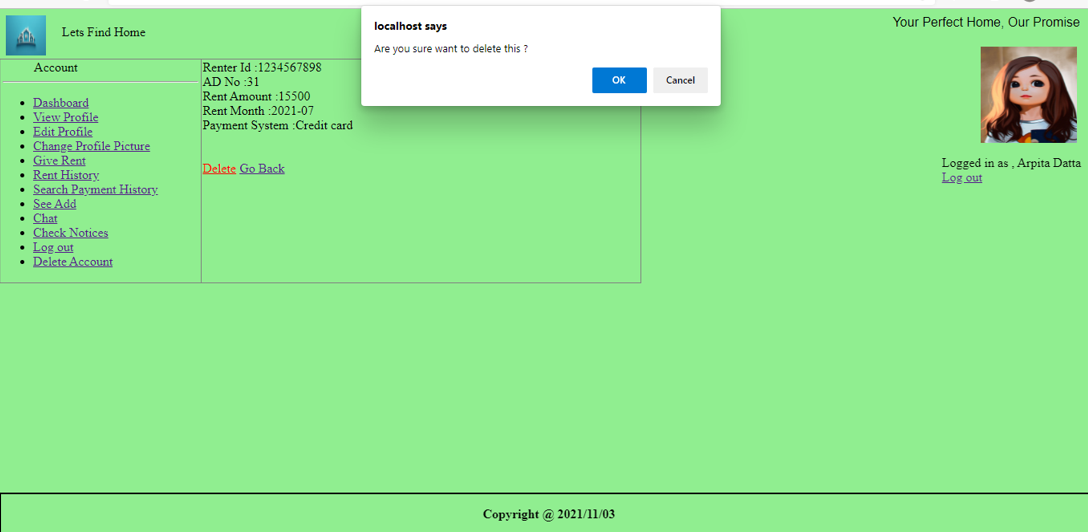 localhost says
Are you sure want to delete this ?
OK
Cancel
Lets Find Home
Your Perfect Home, Our Promise
Account
Dashboard
View Profile
Edit Profile
Change Profile Picture
Give Rent
Rent History
Search Payment History
See Add
Chat
Check Notices
Log out
Delete Account
Renter Id :1234567898
AD No :31
Rent Amount :15500
Rent Month :2021-07
Payment System :Credit card
Delete Go Back
Logged in as , Arpita Datta
Log out
Copyright @ 2021/11/03